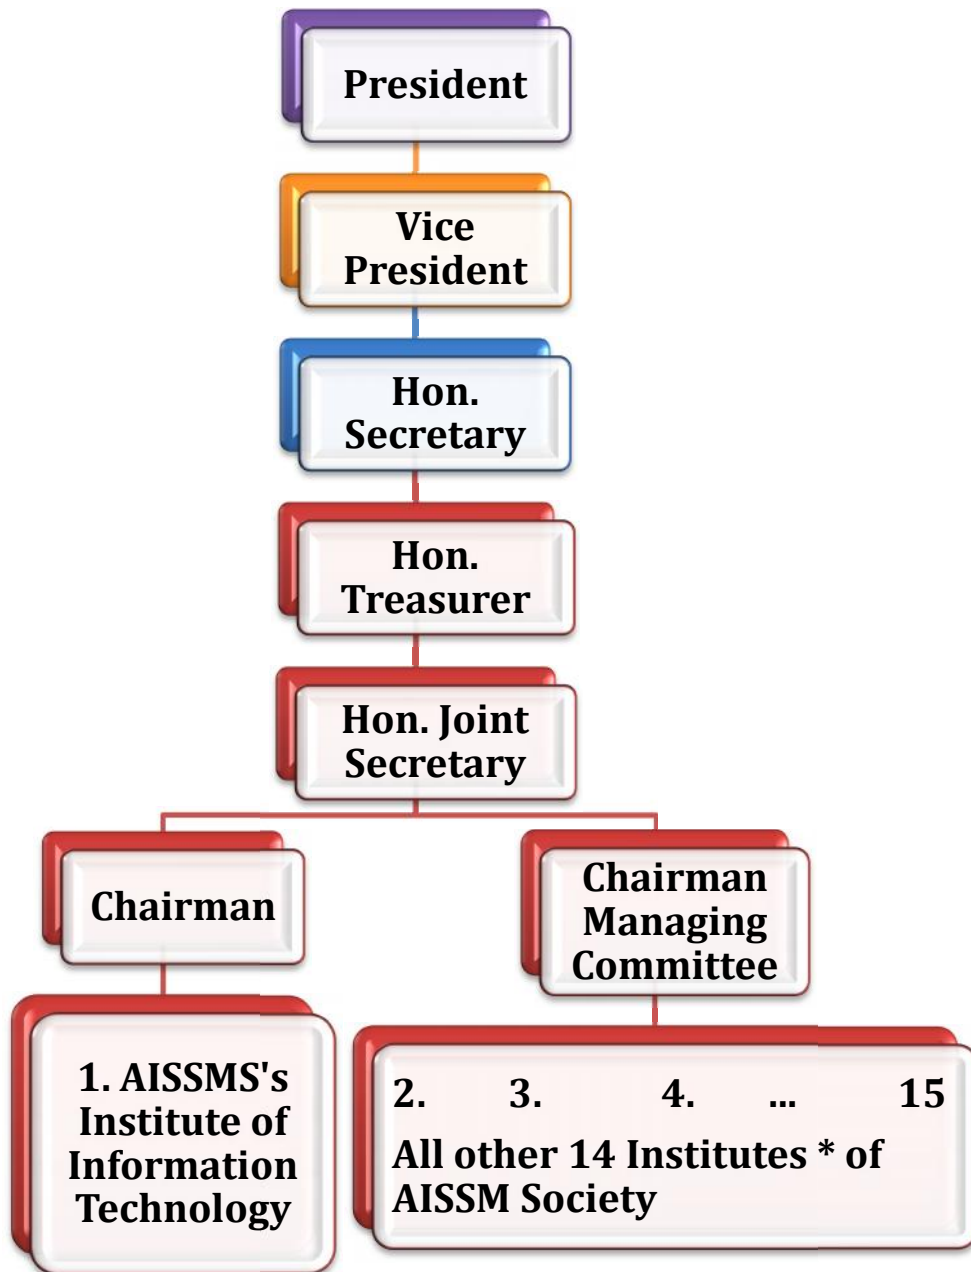 President
Vice
President
Hon.
Secretary
Hon.
Treasurer
Hon. Joint
Secretary
Chairman
Chairman
Managing
Committee
1. AISSMS's
Institute of
Information
Technology
2. 3. 4. ... 15
All other 14 Institutes * of
AISSM Society